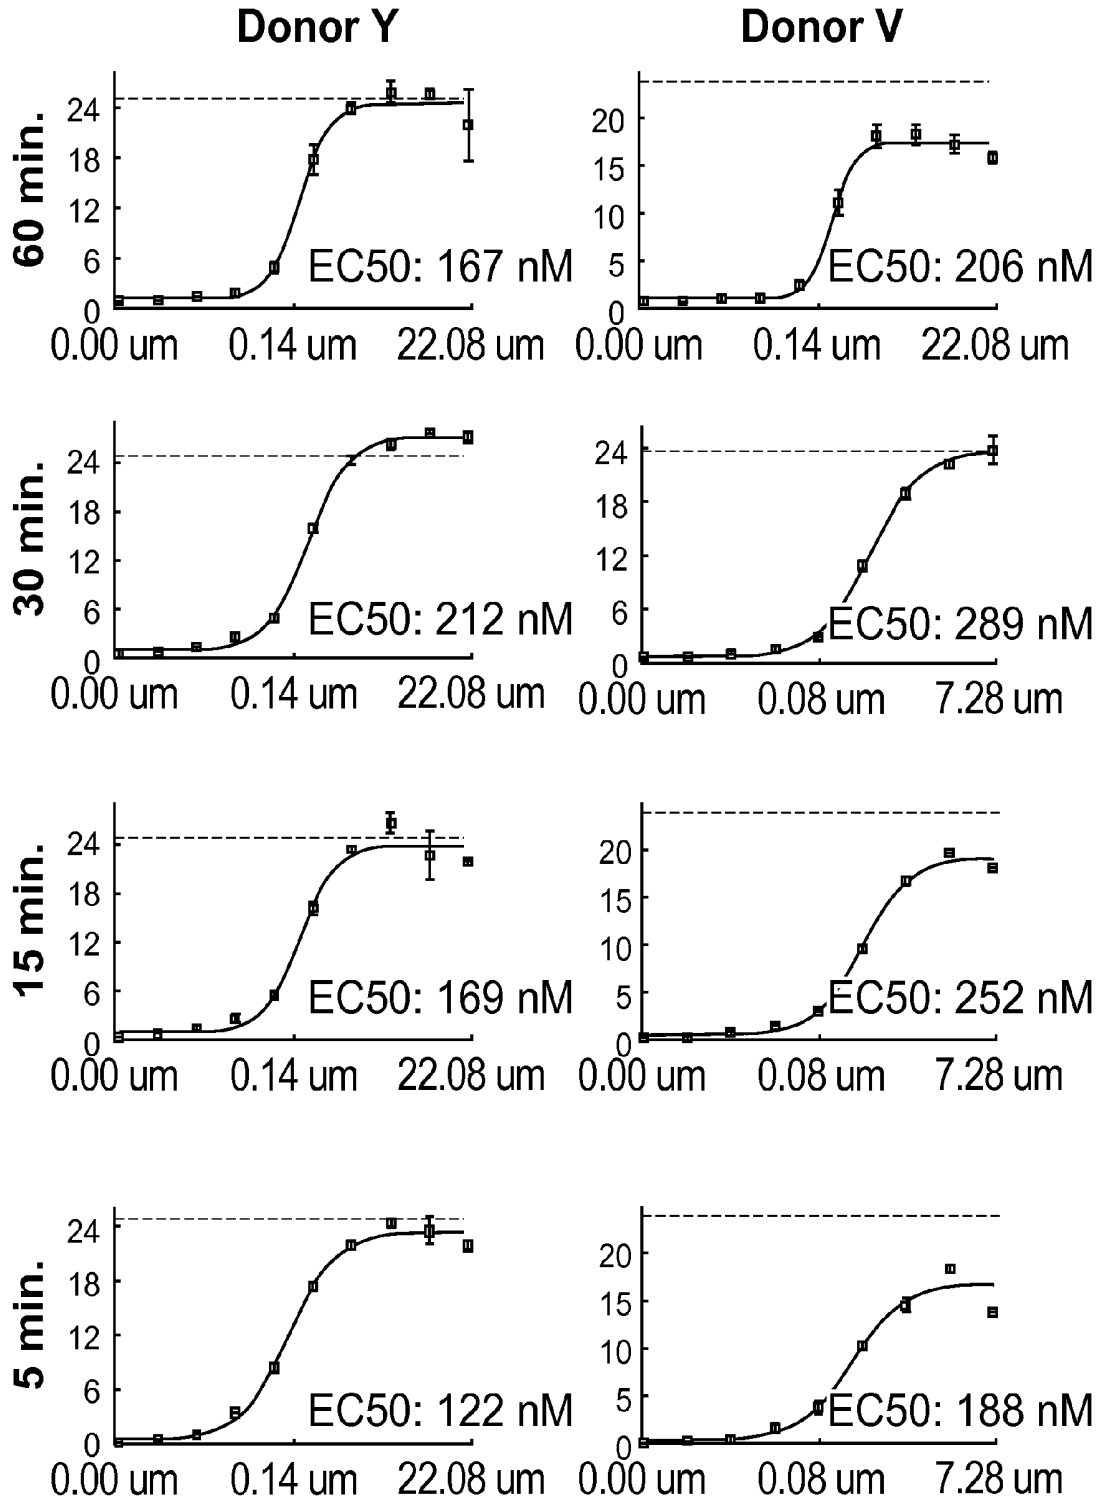 Donor Y Donor V
60 min.
24
18
12
6
0
EC50: 167 nM
0.00 um 0.14 um 22.08 um
20
15
10
5
0
EC50: 206 nM
0.00 um 0.14 um 22.08 um
30 min.
24
18
12
6
0
EC50: 212 nM
0.00 um 0.14 um 22.08 um
24
18
12
6
0
EC50: 289 nM
0.00 um 0.08 um 7.28 um
15 min.
24
18
12
6
0
EC50: 169 nM
0.00 um 0.14 um 22.08 um
20
15
10
5
0
EC50: 252 nM
0.00 um 0.08 um 7.28 um
5 min.
24
18
12
6
0
EC50: 122 nM
0.00 um 0.14 um 22.08 um
20
15
10
5
0
EC50: 188 nM
0.00 um 0.08 um 7.28 um